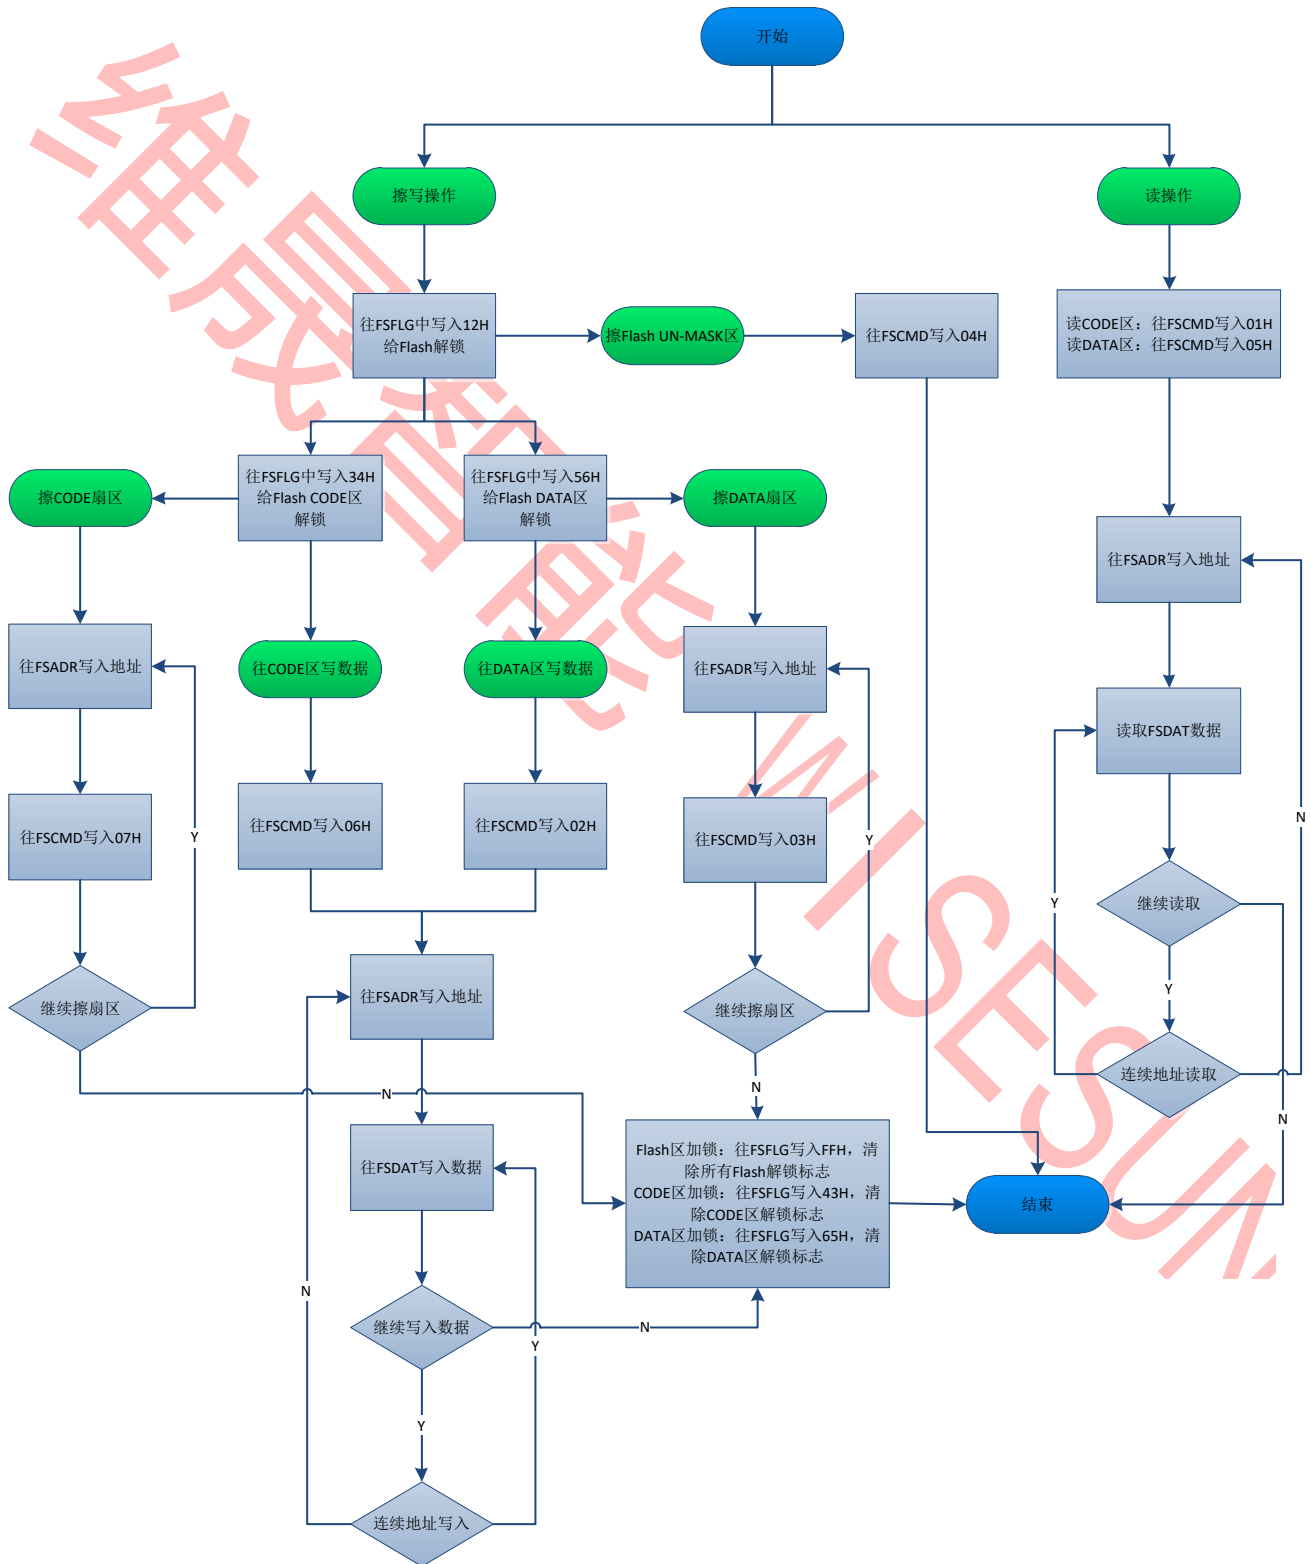 开始
擦写操作
读操作
往FSFLG中写入12H
给Flash解锁
擦Flash UN-MASK区
往FSCMD写入04H
读CODE区：往FSCMD写入01H
读DATA区：往FSCMD写入05H
擦CODE扇区
往FSFLG中写入34H
给Flash CODE区
解锁
往FSFLG中写入56H
给Flash DATA区
解锁
擦DATA扇区
往FSADR写入地址
往FSADR写入地址
往CODE区写数据
往DATA区写数据
往FSADR写入地址
读取FSDAT数据
往FSCMD写入07H
Y
往FSCMD写入06H
往FSCMD写入02H
往FSCMD写入03H
Y
N
继续读取
Y
Y
继续擦扇区
往FSADR写入地址
继续擦扇区
连续地址读取
N
N
N
往FSDAT写入数据
Flash区加锁：往FSFLG写入FFH，清
除所有Flash解锁标志
CODE区加锁：往FSFLG写入43H，清
除CODE区解锁标志
DATA区加锁：往FSFLG写入65H，清
除DATA区解锁标志
结束
N
继续写入数据
N
Y
Y
连续地址写入
维晟智能 WISESUN